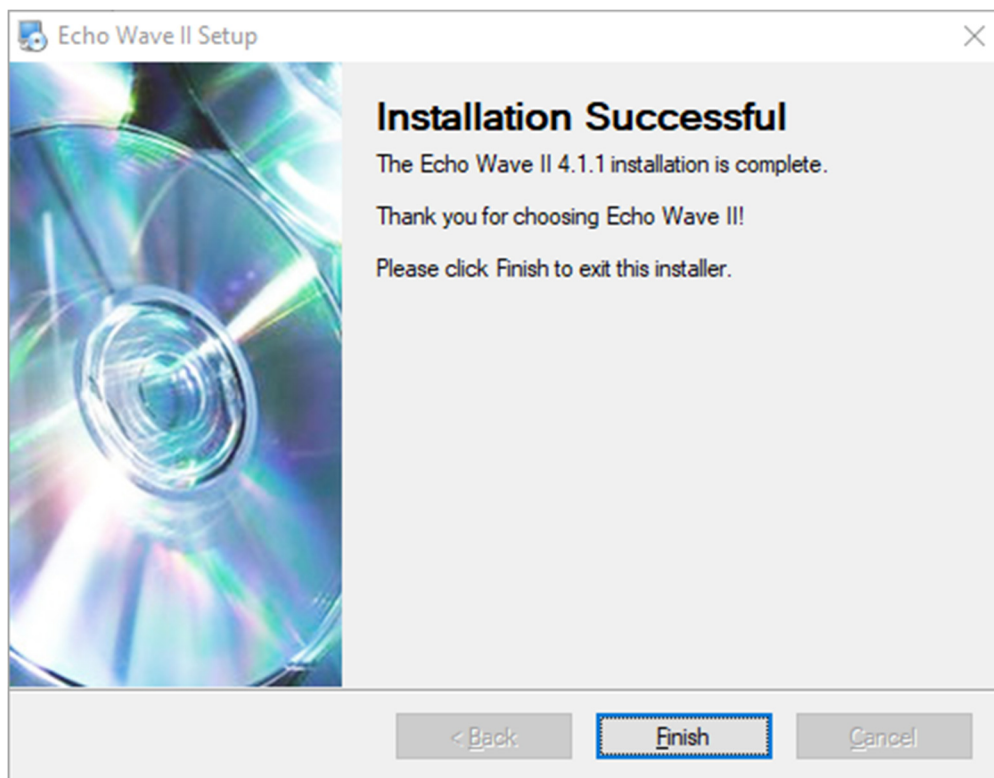 Echo Wave II Setup
Installation Successful
The Echo Wave II 4.1.1 installation is complete.
Thank you for choosing Echo Wave II!
Please click Finish to exit this installer.
< Back
Finish
Cancel